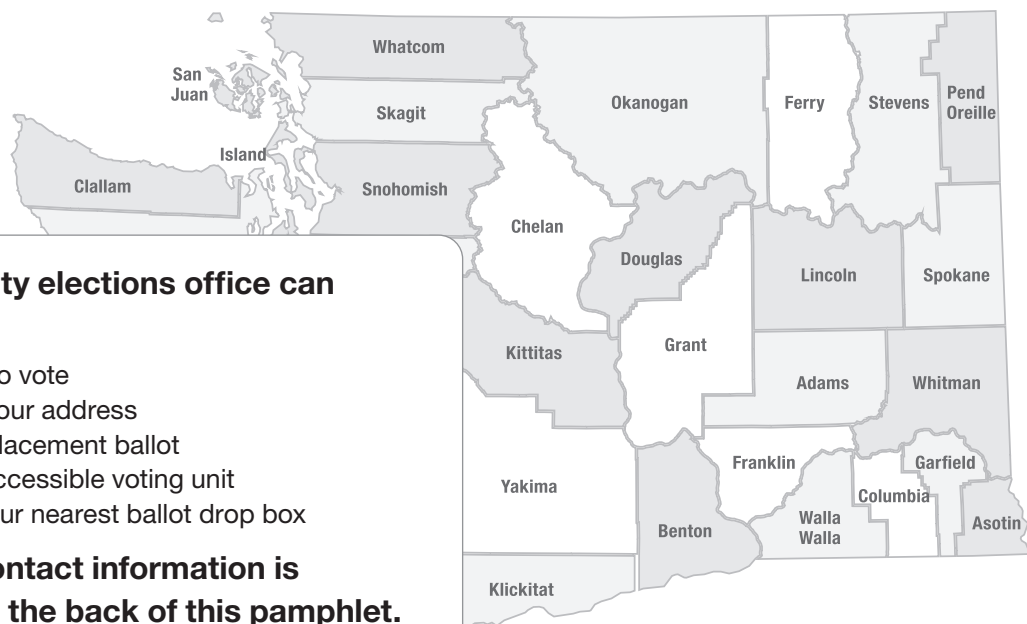 Whatcom
San
Juan
Skagit
Okanogan
Ferry
Stevens
Pend
Oreille
Island
Clallam
Snohomish
Chelan
Douglas
Lincoln
Spokane
Kittitas
Grant
Adams
Whitman
Yakima
Franklin
Garfield
Columbia
Benton
Walla
Walla
Asotin
Klickitat
ty elections office can
o vote
our address
lacement ballot
ccessible voting unit
ur nearest ballot drop box
ontact information is
the back of this pamphlet.